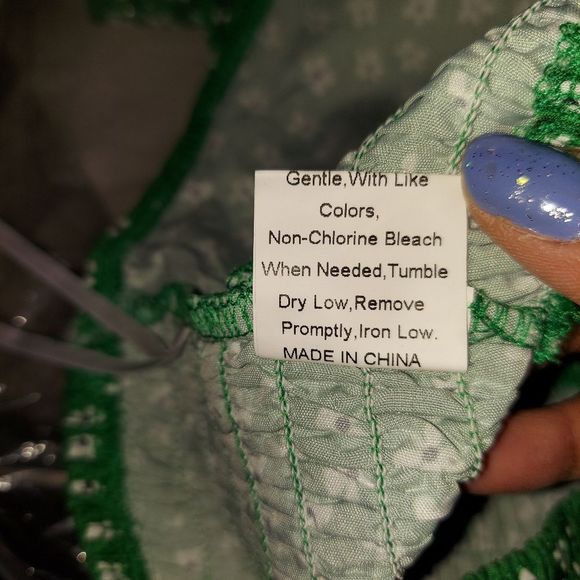 Gentle,With Like
Colors,
Non-Chlorine Bleach
When Needed,Tumble
Dry Low,Remove
Promptly,Iron Low.
MADE IN CHINA